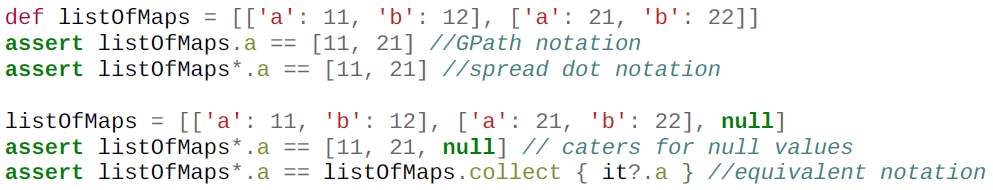 def listOfMaps = [['a': 11, 'b': 12], ['a': 21, 'b': 22]]
assert listOfMaps.a == [11, 21] //GPath notation
assert listOfMaps*.a == [11, 21] //spread dot notation

listOfMaps = [['a': 11, 'b': 12], ['a': 21, 'b': 22], null]
assert listOfMaps*.a == [11, 21, null] // caters for null values
assert listOfMaps*.a == listOfMaps.collect { it?.a } //equivalent notation